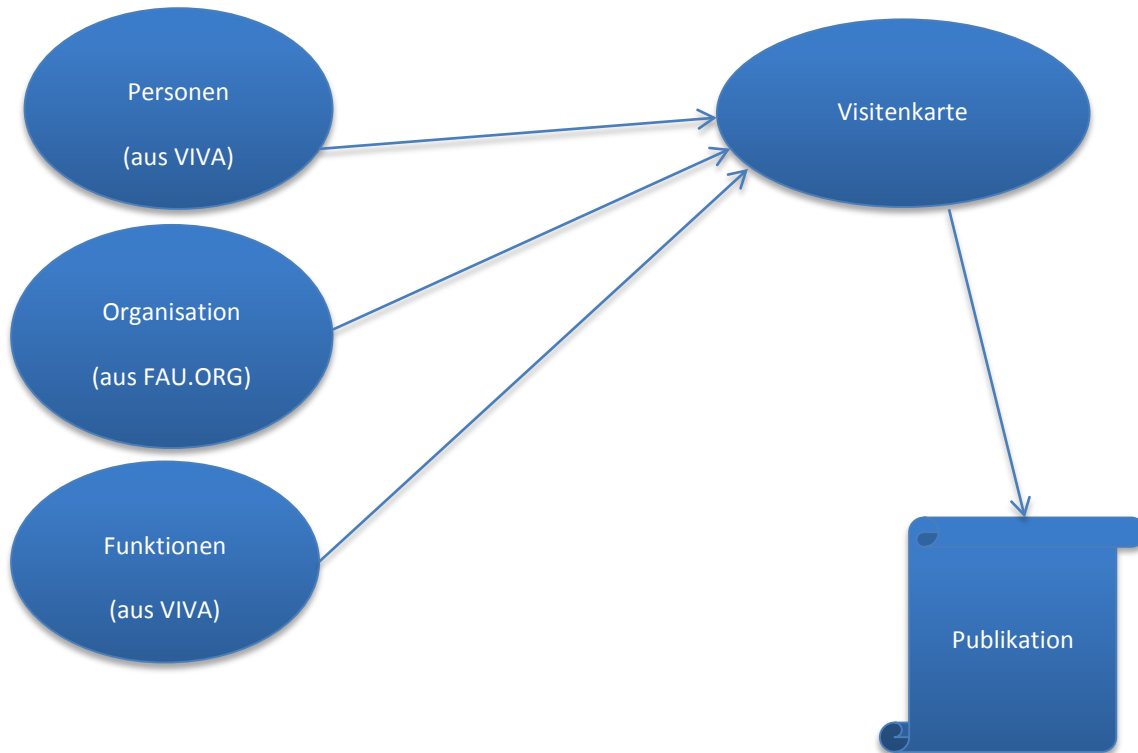 Personen
(aus VIVA)
Visitenkarte
Organisation
(aus FAU.ORG)
Funktionen
(aus VIVA)
Publikation